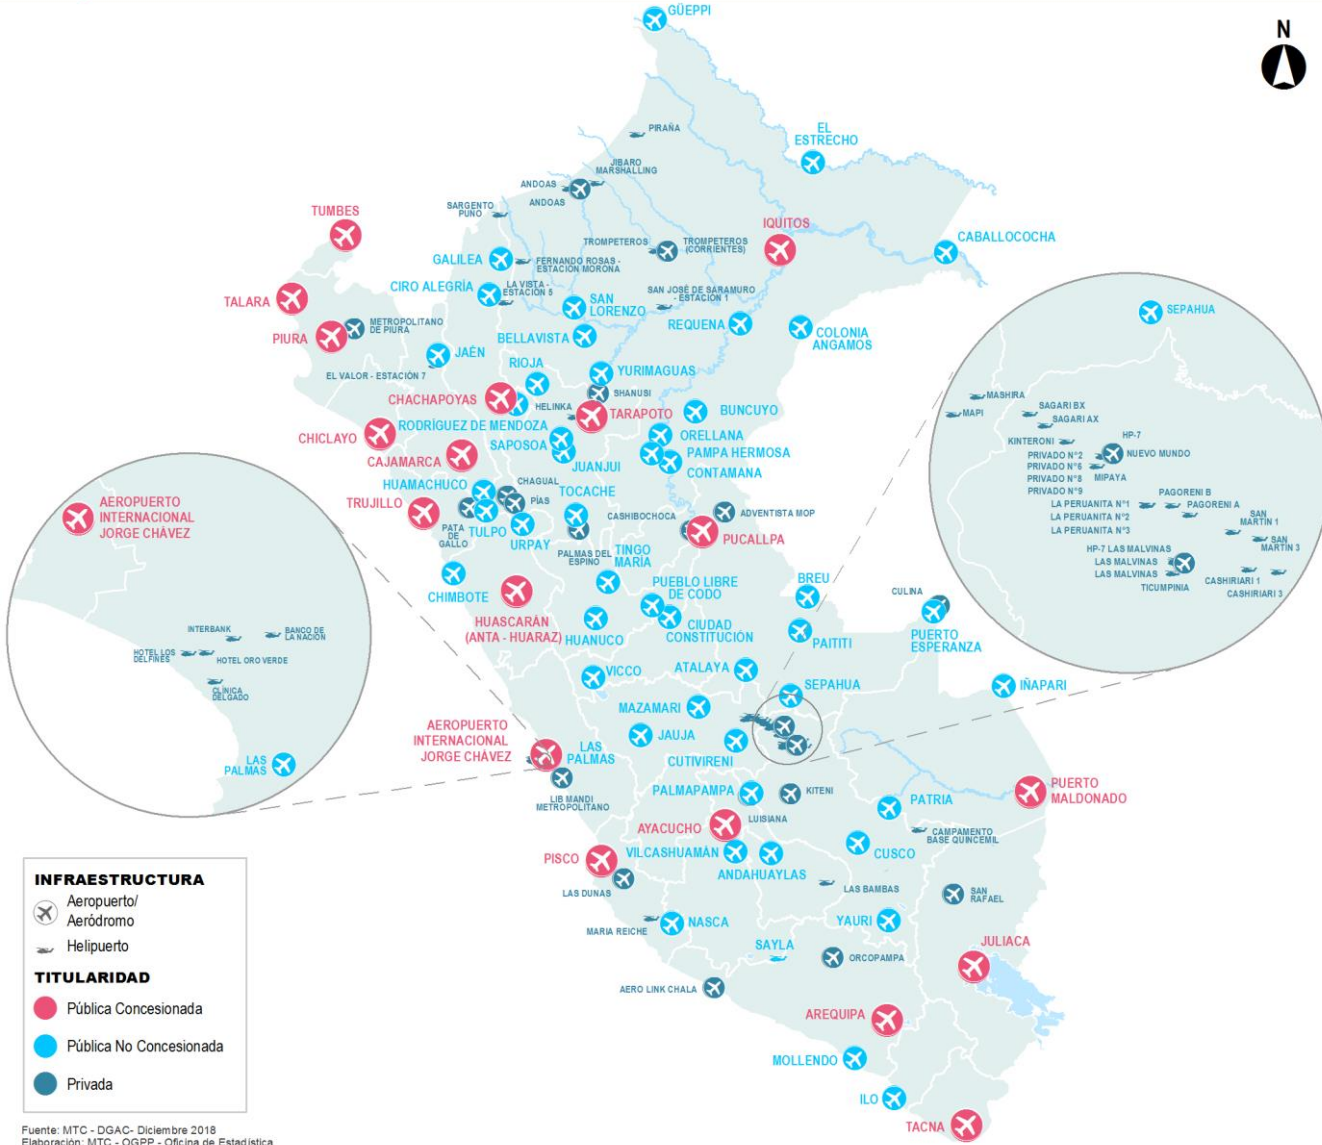 GÜEPPI
N
PIRAÑA
EL
ESTRECHO
JIBARO
MARSHALLING
ANDOAS
ANDOAS
SARGENTO
PUÑO
TUMBES
IQUITOS
TROMPETEROS
TROMPETEROS
(CORRIENTES)
CABALLOCOCHA
GALILEA
FERNANDO ROSAS -
ESTACIÓN MORONA
CIRO ALEGRÍA
LA VISTA -
ESTACIÓN 5
SAN
LORENZO
SAN JOSÉ DE SARAMURO
- ESTACIÓN 1
TALARA
METROPOLITANO
DE PIURA
PIURA
BELLAVISTA
REQUENA
COLONIA
ANGAMOS
JAÉN
EL VALOR - ESTACIÓN 7
RIOJA
YURIMAGUAS
SHANUSI
CHACHAPOYAS
HELINKA
TARAPOTO
BUNCUYO
RODRÍGUEZ DE MENDOZA
CHICLAYO
SAPOSOA
ORELLANA
CAJAMARCA
JUANJUI
PAMPA HERMOSA
CONTAMANA
HUAMACHUCO
CHAGUAL
TOCACHE
TRUJILLO
PÍAS
CASHIBOCHOCA
ADVENTISTA MOP
PATA
DE
GALLO
TULPO
URPAY
PALMAS DEL
ESPINO
PUCALLPA
TINGO
MARÍA
CHIMBOTE
PUEBLO LIBRE
DE CODO
BREU
CULINA
HUASCARÁN
(ANTA - HUARAZ)
HUANUCO
CIUDAD
CONSTITUCIÓN
PAITITI
PUERTO
ESPERANZA
VICCO
ATALAYA
SEPAHUA
IÑAPARI
MAZAMARI
AEROPUERTO
INTERNACIONAL
JORGE CHÁVEZ
LAS
PALMAS
JAUJA
CUTIVIRENI
LIB MANDI
METROPOLITANO
PALMAPAMPA
KITENI
PATRIA
PUERTO
MALDONADO
AYACUCHO
LUISIANA
CAMPAMENTO
BASE QUINCEMIL
PISCO
VILCASHUAMÁN
ANDAHUAYLAS
CUSCO
LAS DUNAS
LAS BAMBAS
SAN
RAFAEL
MARIA REICHE
NASCA
YAURI
SAYLA
JULIACA
ORCOPAMPA
AERO LINK CHALA
AREQUIPA
MOLLENDO
ILO
TACNA
AEROPUERTO
INTERNACIONAL
JORGE CHÁVEZ
INTERBANK
BANCO DE
LA NACIÓN
HOTEL LOS
DELFINES
HOTEL ORO VERDE
CLÍNICA
DELGADO
LAS
PALMAS
SEPAHUA
MASHIRA
MAPI
SAGARI BX
SAGARI AX
KINTERONI
HP-7
PRIVADO N°2
NUEVO MUNDO
PRIVADO N°6
PRIVADO N°8
MIPAYA
PRIVADO N°9
PAGORENI B
LA PERUANITA N°1
PAGORENI A
LA PERUANITA N°2
LA PERUANITA N°3
SAN
MARTIN 1
SAN
MARTIN 3
HP-7 LAS MALVINAS
LAS MALVINAS
LAS MALVINAS
TICUMPINIA
CASHIRIARI 1
CASHIRIARI 3
INFRAESTRUCTURA
Aeropuerto/
Aeródromo
Helipuerto
TITULARIDAD
Pública Concesionada
Pública No Concesionada
Privada
Fuente: MTC - DGAC- Diciembre 2018
Elaboración: MTC - OGPP - Oficina de Estadística